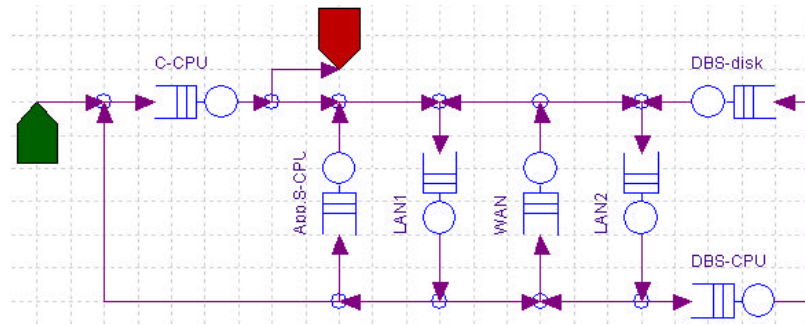 C-CPU
DBS-disk
App.S-CPU
LAN1
WAN
LAN2
DBS-CPU